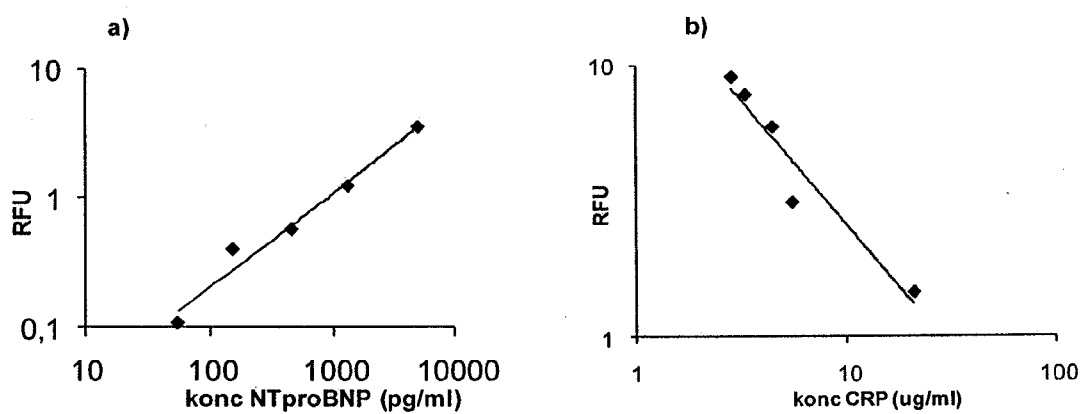 a)
10
1
0,1
RFU
10 100 1000 10000
konc NTproBNP (pg/ml)
b)
10
1
RFU
1 10 100
konc CRP (ug/ml)